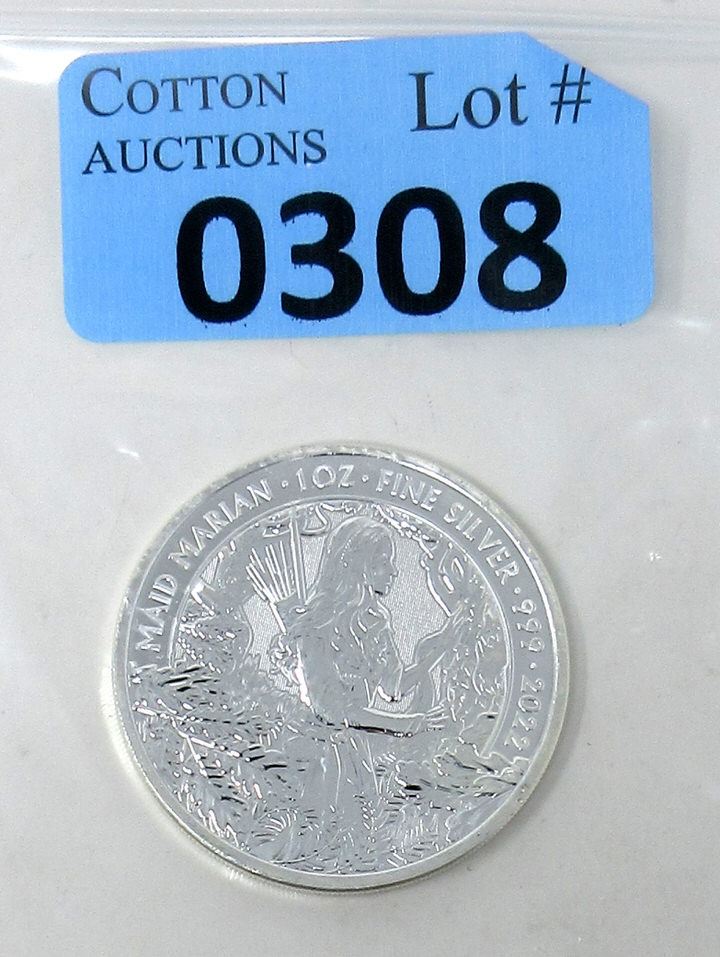 COTTON
AUCTIONS
Lot #
0308
MAID MARIAN · 1OZ · FINE SILVER · 999 · 2022